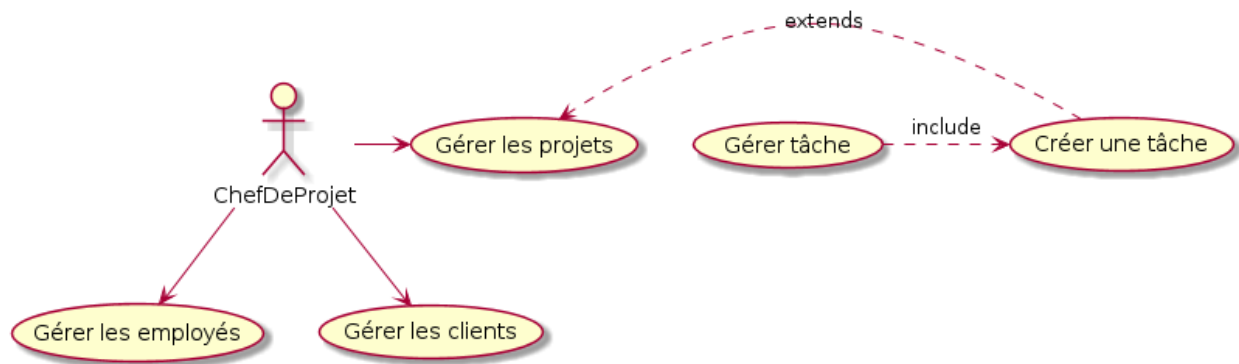 extends
include
Gérer les projets
Gérer tâche
Créer une tâche
ChefDeProjet
Gérer les employés
Gérer les clients